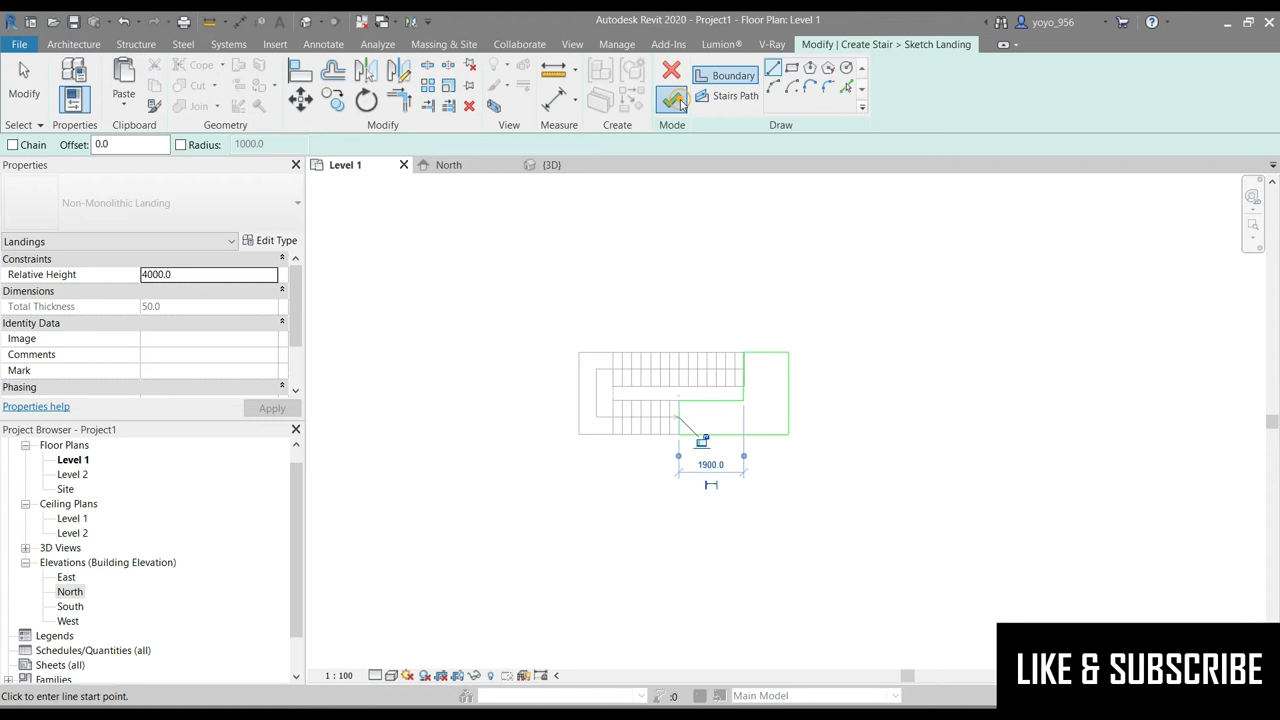 Autodesk Revit 2020 - Project1 - Floor Plan: Level 1
yoyo_956
File Architecture Structure Steel Systems Insert Annotate Analyze Massing & Site Collaborate View Manage Add-Ins Lumion® V-Ray Modify | Create Stair > Sketch Landing
Modify Paste Cope Cut Join Boundary Stairs Path
Select Properties Clipboard Geometry Modify View Measure Create Mode Draw
Chain Offset: 0.0 Radius: 1000.0
Properties
Level 1 North {3D}
Non-Monolithic Landing
Landings Edit Type
Constraints
Relative Height 4000.0
Dimensions
Total Thickness 50.0
Identity Data
Image
Comments
Mark
Phasing
Properties help Apply
Project Browser - Project1
Floor Plans
Level 1
Level 2
Site
Ceiling Plans
Level 1
Level 2
3D Views
Elevations (Building Elevation)
East
North
South
West
Legends
Schedules/Quantities (all)
Sheets (all)
Families
1900.0
1 : 100
Click to enter line start point.
:0 Main Model
LIKE & SUBSCRIBE